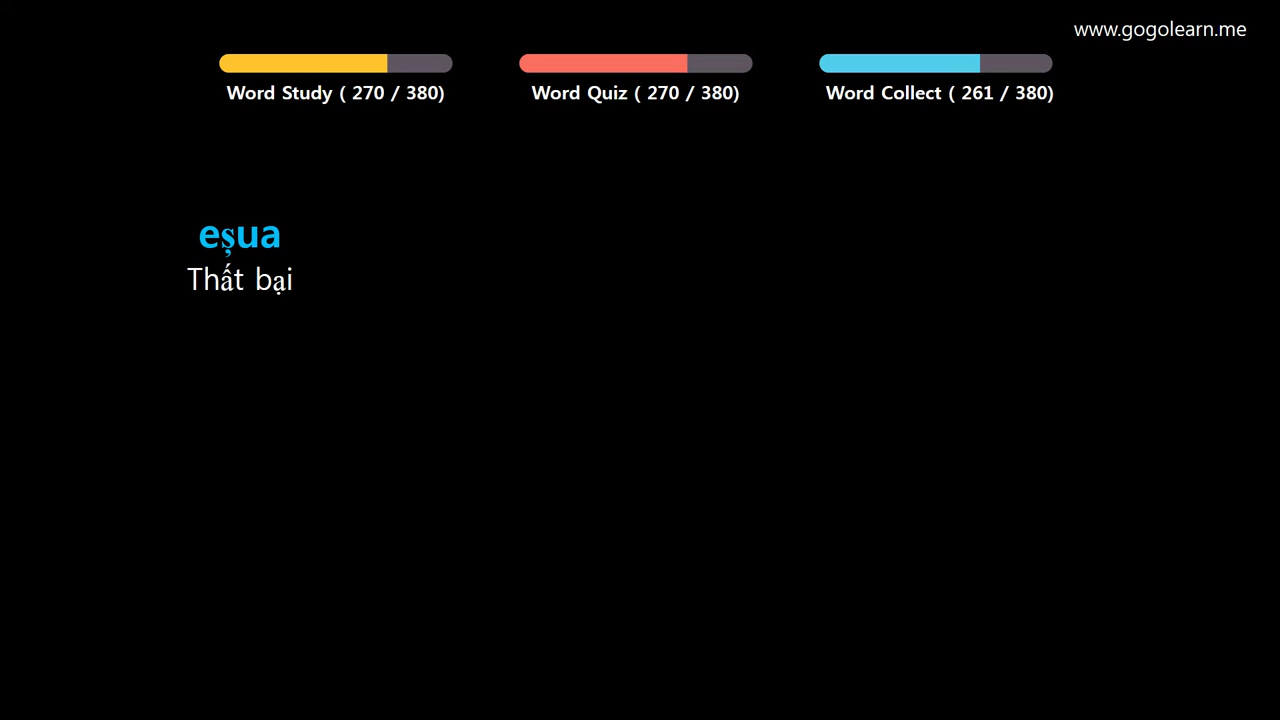 www.gogolearn.me
Word Study ( 270 / 380)
Word Quiz ( 270 / 380)
Word Collect ( 261 / 380)
eșua
Thất bại